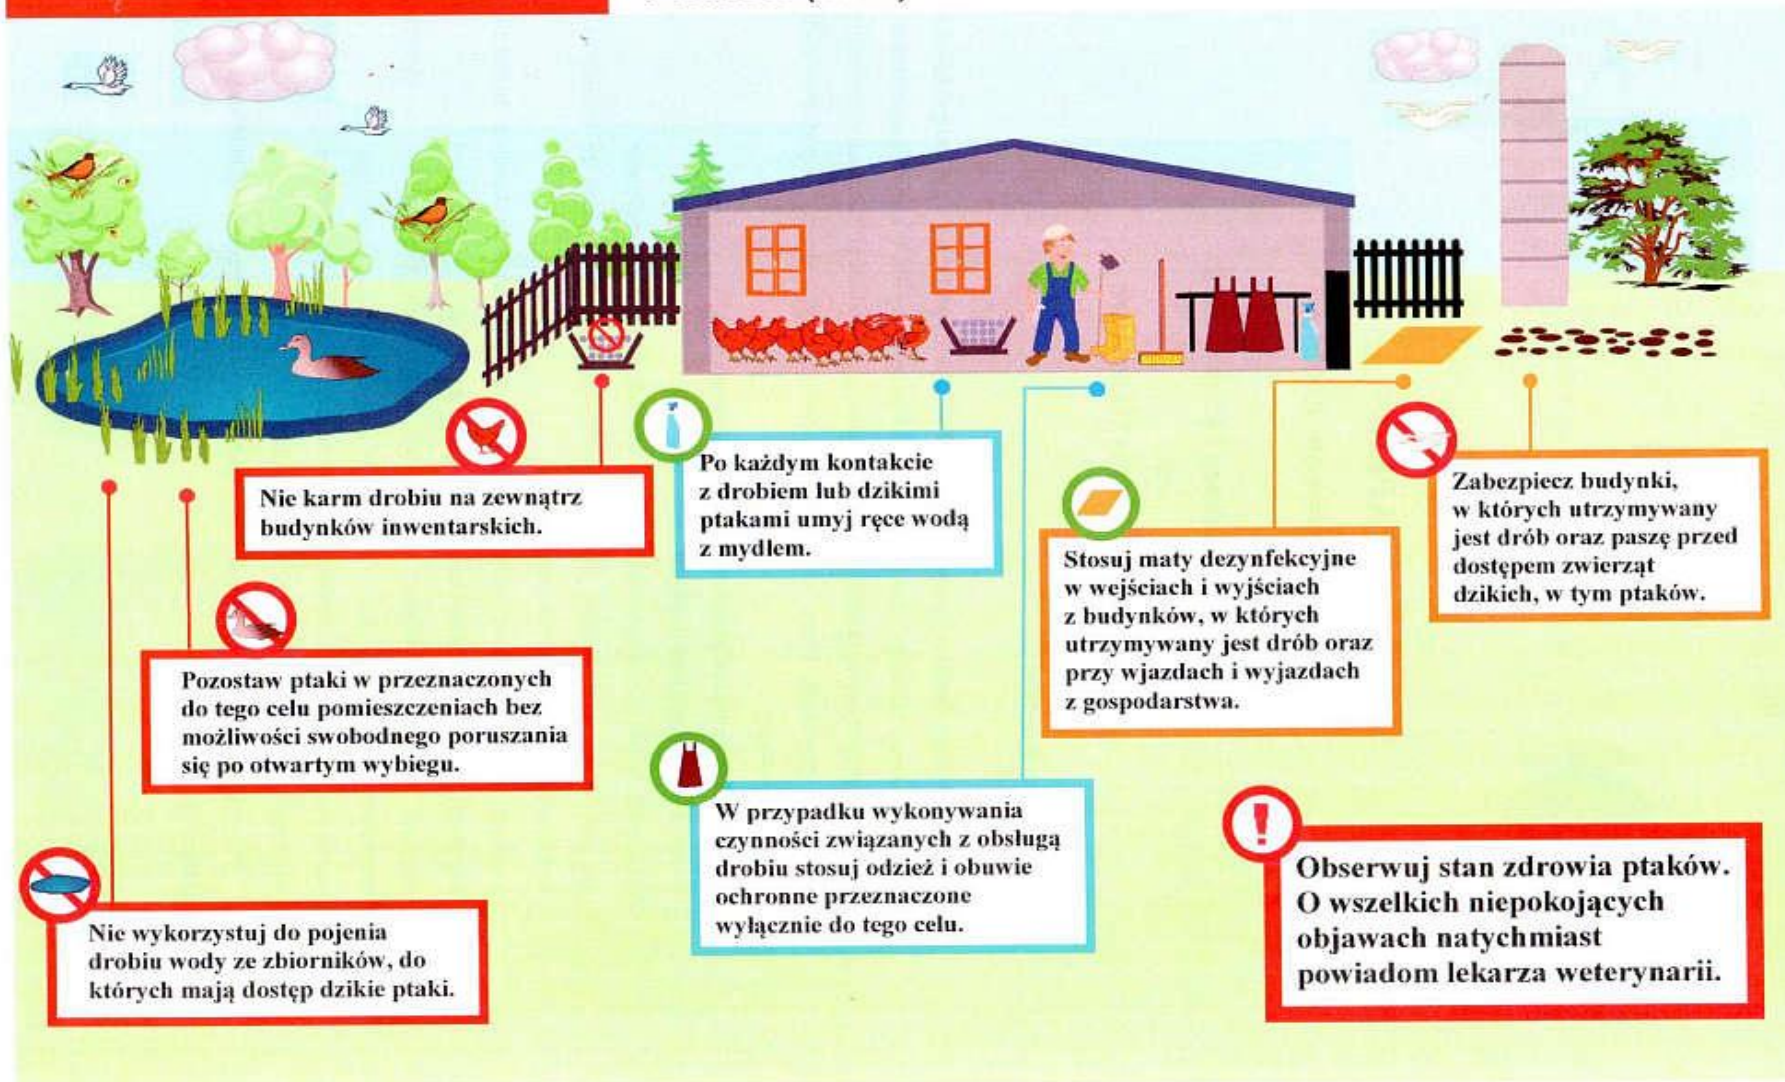 Nie karm drobiu na zewnątrz
budynków inwentarskich.
Po każdym kontakcie
z drobiem lub dzikimi
ptakami umyj ręce wodą
z mydłem.
Stosuj maty dezynfekcyjne
w wejściach i wyjściach
z budynków, w których
utrzymywany jest drób oraz
przy wjazdach i wyjazdach
z gospodarstwa.
Zabezpiecz budynki,
w których utrzymywany
jest drób oraz paszę przed
dostępem zwierząt
dzikich, w tym ptaków.
Pozostaw ptaki w przeznaczonych
do tego celu pomieszczeniach bez
możliwości swobodnego poruszania
się po otwartym wybiegu.
W przypadku wykonywania
czynności związanych z obsługą
drobiu stosuj odzież i obuwie
ochronne przeznaczone
wyłącznie do tego celu.
Nie wykorzystuj do pojenia
drobiu wody ze zbiorników, do
których mają dostęp dzikie ptaki.
!
Obserwuj stan zdrowia ptaków.
O wszelkich niepokojących
objawach natychmiast
powiadom lekarza weterynarii.